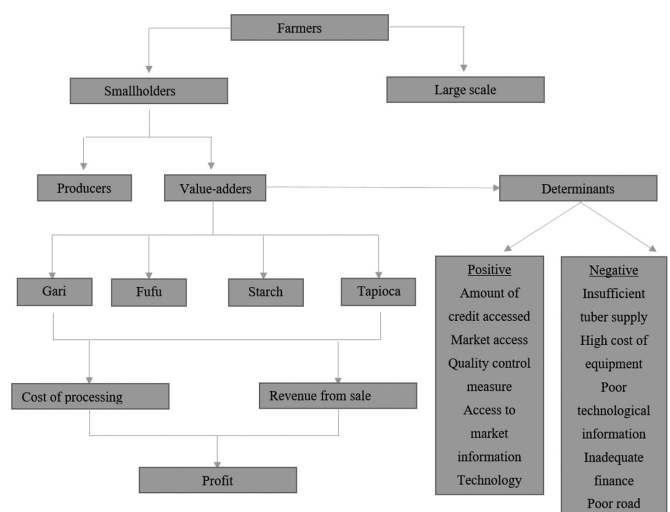 Farmers
Smallholders
Large scale
Producers
Value-adders
Determinants
Gari
Fufu
Starch
Tapioca
Positive
Amount of
credit accessed
Market access
Quality control
measure
Access to
market
information
Technology
Negative
Insufficient
tuber supply
High cost of
equipment
Poor
technological
information
Inadequate
finance
Poor road
Cost of processing
Revenue from sale
Profit